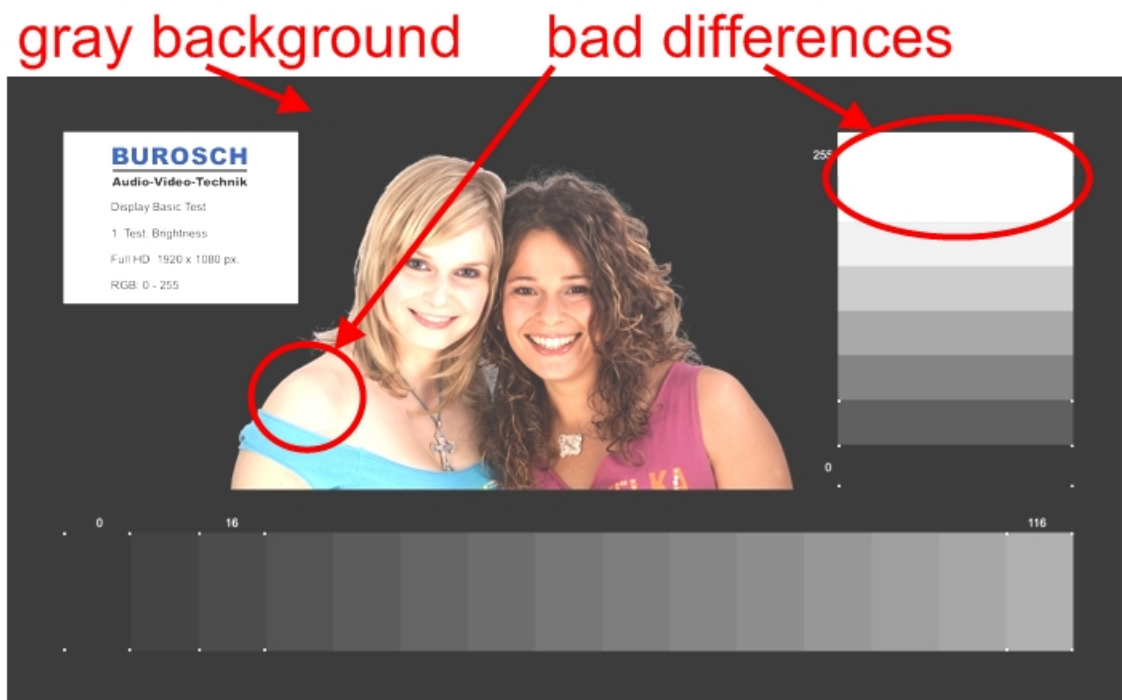 gray background bad differences
BUROSCH
Audio-Video-Technik
Display Basic Test
1. Test: Brightness
Full HD 1920 x 1080 px.
RGB: 0 - 255
255
0
0 16 116